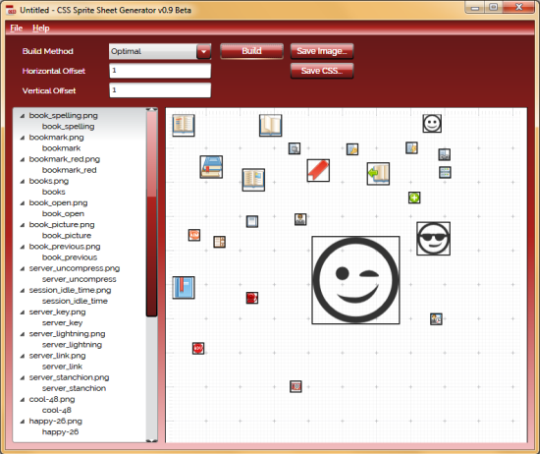 Untitled - CSS Sprite Sheet Generator v0.9 Beta
File Help
Build Method Optimal Build Save Image...
Horizontal Offset 1 Save CSS...
Vertical Offset 1
book_spelling.png
book_spelling
bookmark.png
bookmark
bookmark_red.png
bookmark_red
books.png
books
book_open.png
book_open
book_picture.png
book_picture
book_previous.png
book_previous
server_uncompress.png
server_uncompress
session_idle_time.png
session_idle_time
server_key.png
server_key
server_lightning.png
server_lightning
server_link.png
server_link
server_stanchion.png
server_stanchion
cool-48.png
cool-48
happy-26.png
happy-26